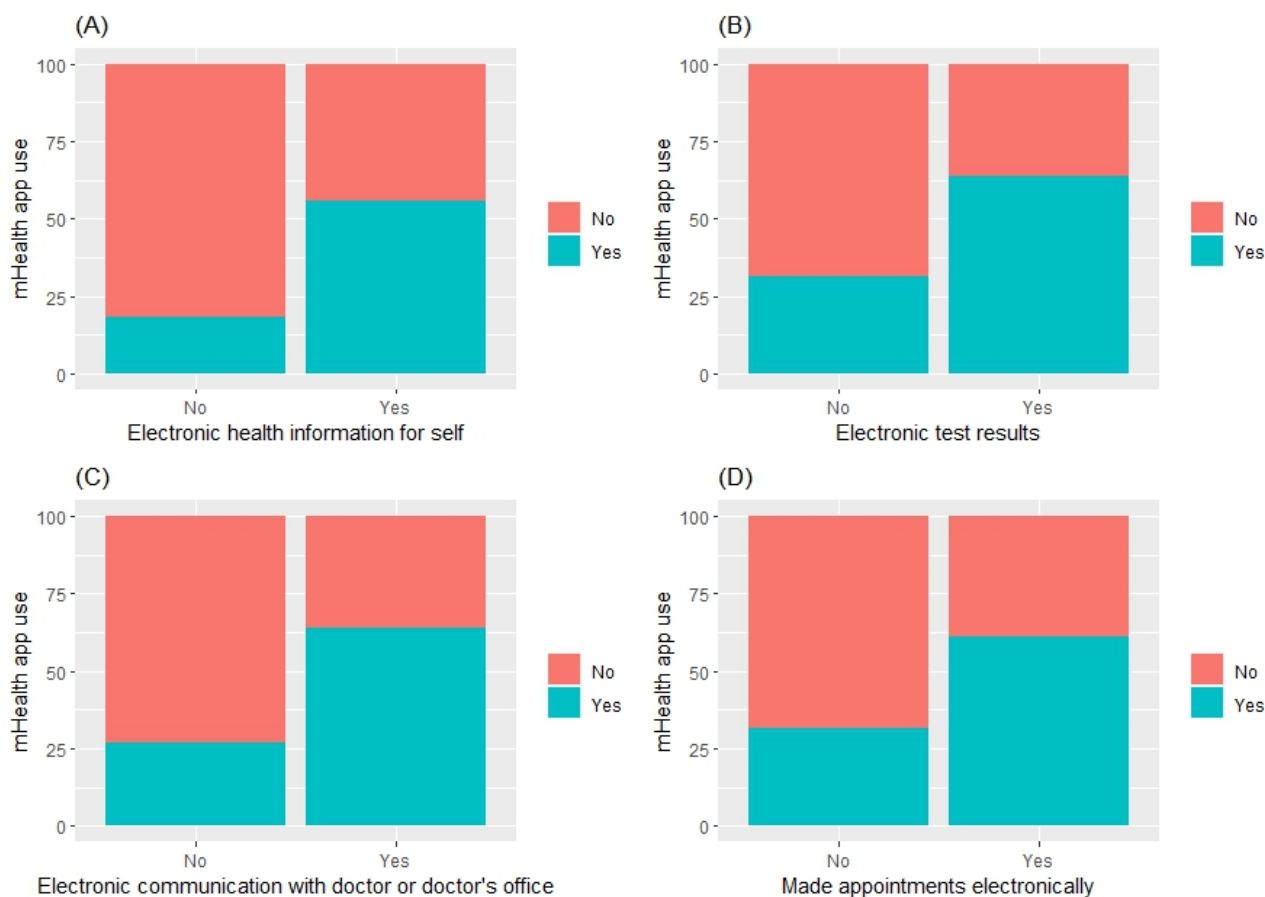 (A)
100
75
50
25
0
mHealth app use
No
Yes
Electronic health information for self
No
Yes
(B)
100
75
50
25
0
mHealth app use
No
Yes
Electronic test results
No
Yes
(C)
100
75
50
25
0
mHealth app use
No
Yes
Electronic communication with doctor or doctor's office
No
Yes
(D)
100
75
50
25
0
mHealth app use
No
Yes
Made appointments electronically
No
Yes